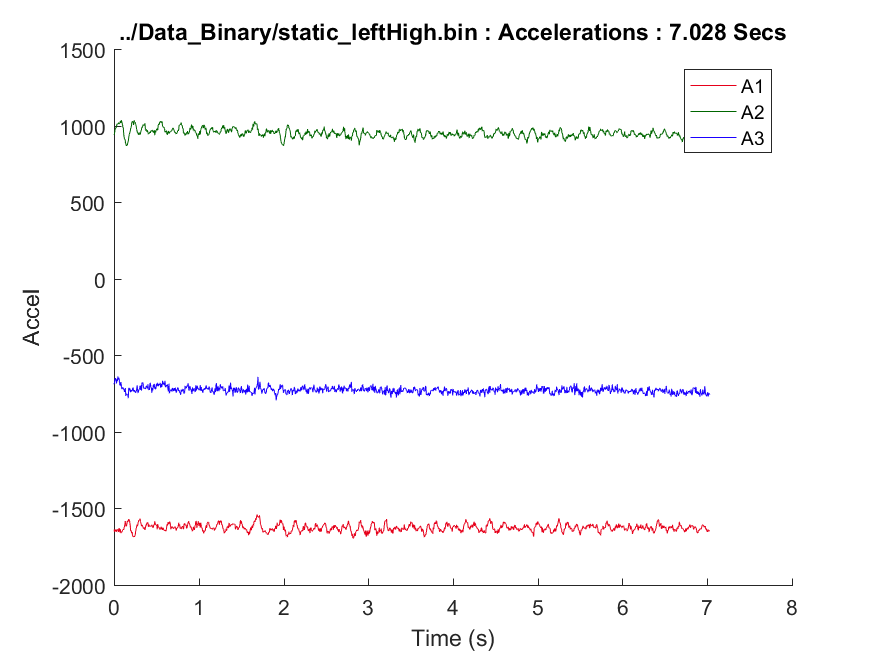 ../Data_Binary/static_leftHigh.bin : Accelerations : 7.028 Secs
1500
A1
A2
A3
1000
500
0
-500
-1000
-1500
-2000
Accel
0 1 2 3 4 5 6 7 8
Time (s)